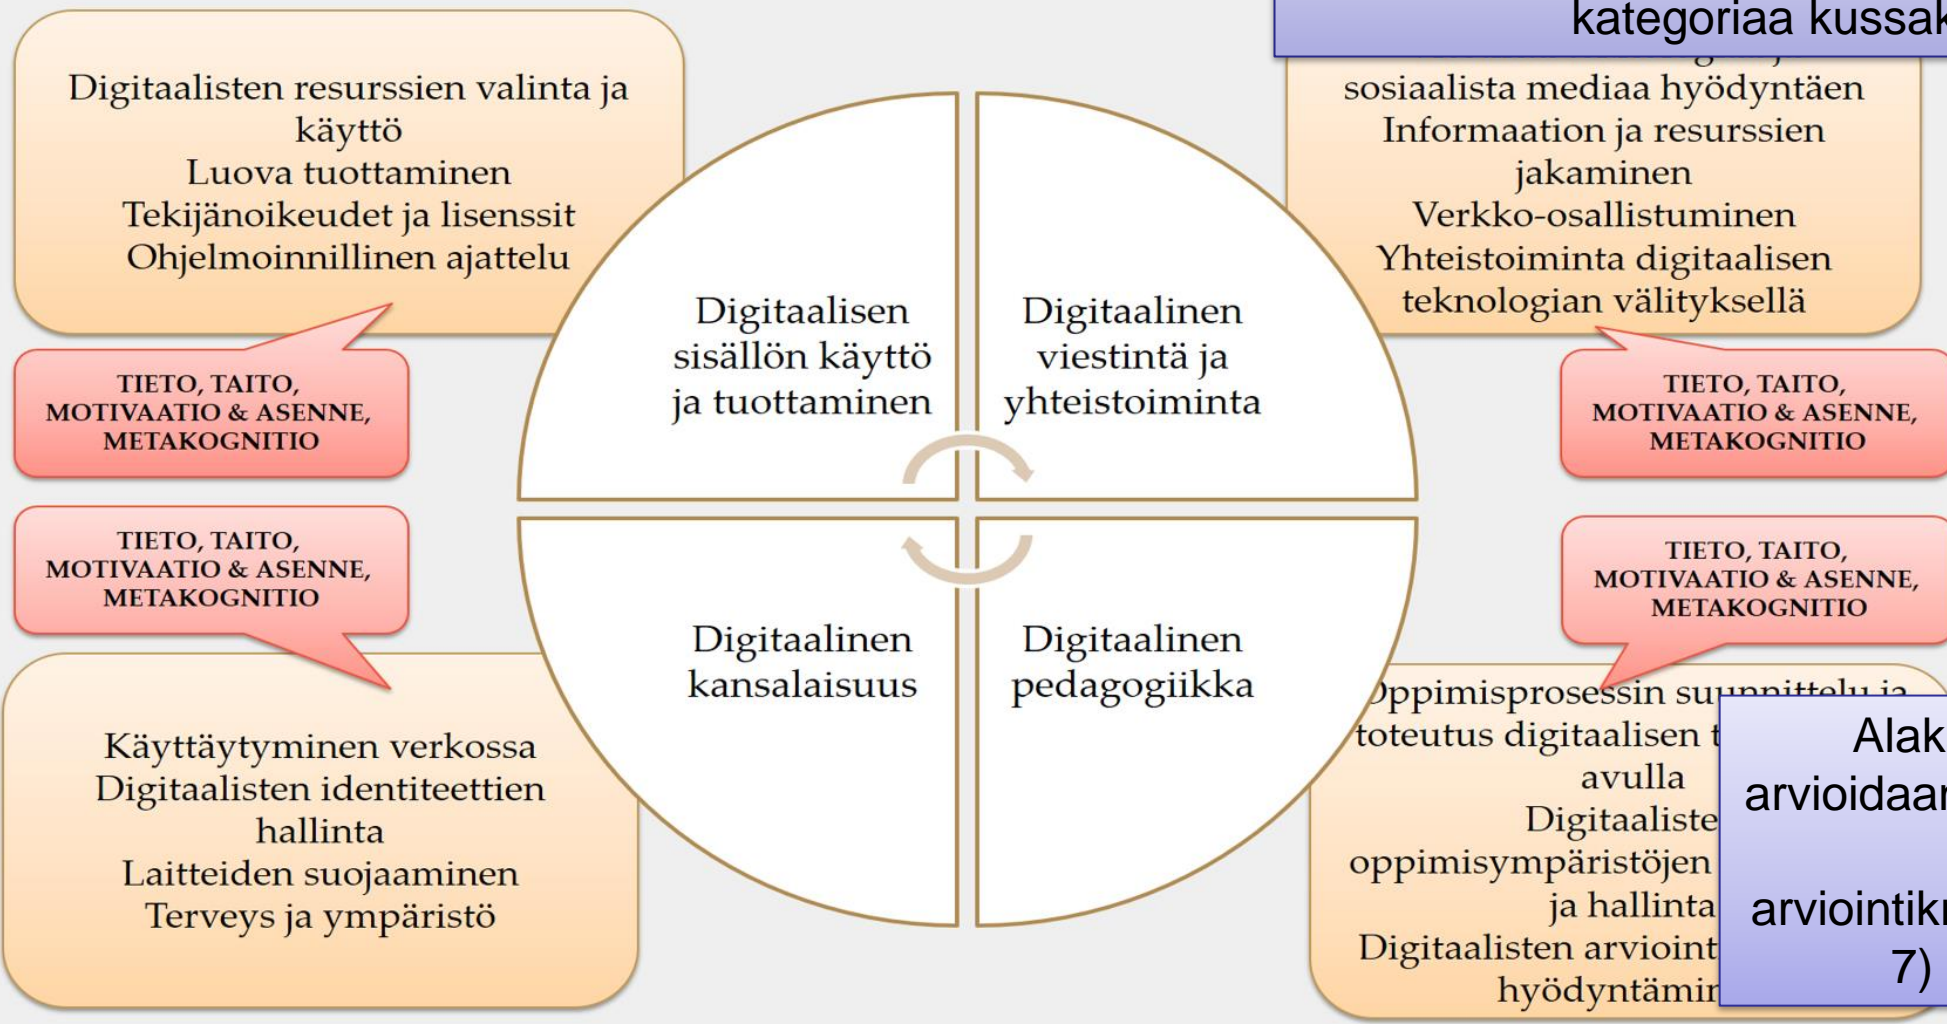 kategoriaa
Digitaalisten resurssien valinta ja
käyttö
Luova tuottaminen
Tekijänoikeudet ja lisenssit
Ohjelmoinnillinen ajattelu
sosiaalista mediaa hyödyntäen
Informaation ja resurssien
jakaminen
Verkko-osallistuminen
Yhteistoiminta digitaalisen
teknologian välityksellä
TIETO, TAITO,
MOTIVAATIO & ASENNE,
METAKOGNITIO
Digitaalisen
sisällön käyttö
ja tuottaminen
Digitaalinen
viestintä ja
yhteistoiminta
TIETO, TAITO,
MOTIVAATIO & ASENNE,
METAKOGNITIO
TIETO, TAITO,
MOTIVAATIO & ASENNE,
METAKOGNITIO
Digitaalinen
kansalaisuus
Digitaalinen
pedagogiikka
TIETO, TAITO,
MOTIVAATIO & ASENNE,
METAKOGNITIO
Käyttäytyminen verkossa
Digitaalisten identiteettien
hallinta
Laitteiden suojaaminen
Terveys ja ympäristö
Oppimisprosessin suunnittelu ja
toteutus digitaalisen
avulla
oppimisympäristöjen
ja hallinta
Digitaalisten
7)